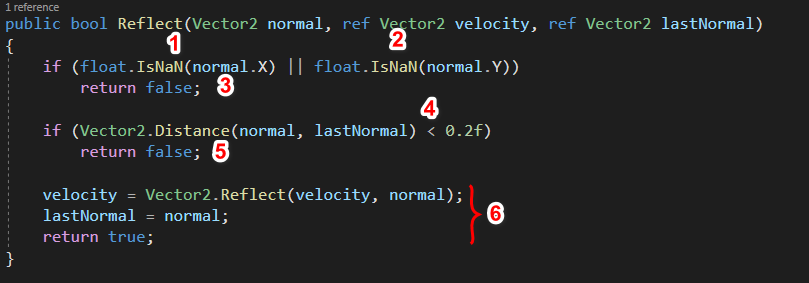 1 reference
public bool Reflect(Vector2 normal, ref Vector2 velocity, ref Vector2 lastNormal)
1 2
{
if (float.IsNaN(normal.X) || float.IsNaN(normal.Y))
return false; 3
4
if (Vector2.Distance(normal, lastNormal) < 0.2f)
return false; 5
velocity = Vector2.Reflect(velocity, normal);
lastNormal = normal; 6
return true;
}